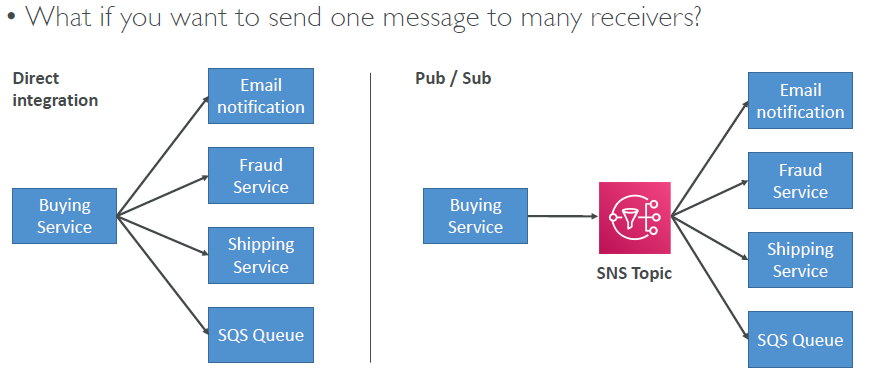 • What if you want to send one message to many receivers?
Direct
integration
Email
notification
Fraud
Service
Buying
Service
Shipping
Service
SQS Queue
Pub / Sub
Buying
Service
SNS Topic
Email
notification
Fraud
Service
Shipping
Service
SQS Queue